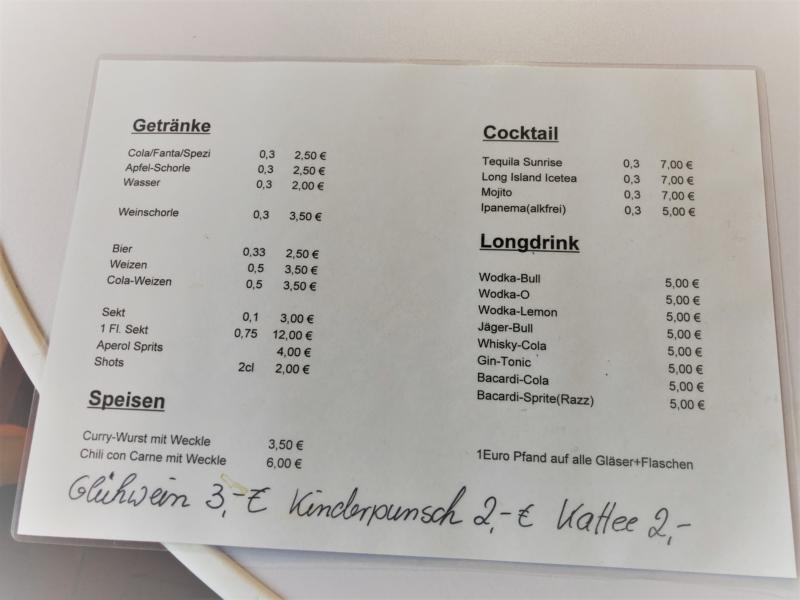 Getränke
Cola/Fanta/Spezi 0,3 2,50 €
Apfel-Schorle 0,3 2,50 €
Wasser 0,3 2,00 €
Weinschorle 0,3 3,50 €
Bier 0,33 2,50 €
Weizen 0,5 3,50 €
Cola-Weizen 0,5 3,50 €
Sekt 0,1 3,00 €
1 Fl. Sekt 0,75 12,00 €
Aperol Sprits 4,00 €
Shots 2cl 2,00 €
Speisen
Curry-Wurst mit Weckle 3,50 €
Chili con Carne mit Weckle 6,00 €
Cocktail
Tequila Sunrise 0,3 7,00 €
Long Island Icetea 0,3 7,00 €
Mojito 0,3 7,00 €
Ipanema(alkfrei) 0,3 5,00 €
Longdrink
Wodka-Bull 5,00 €
Wodka-O 5,00 €
Wodka-Lemon 5,00 €
Jäger-Bull 5,00 €
Whisky-Cola 5,00 €
Gin-Tonic 5,00 €
Bacardi-Cola 5,00 €
Bacardi-Sprite(Razz) 5,00 €
1Euro Pfand auf alle Gläser+Flaschen
Glühwein 3,-€ Kinderpunsch 2,-€ Kaffee 2,-